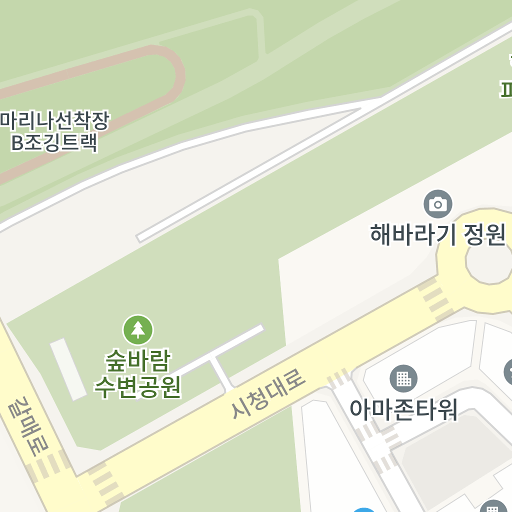 마리나선착장
B조깅트랙
해바라기 정원
숲바람
수변공원
시청대로
갈매로
아마존타워